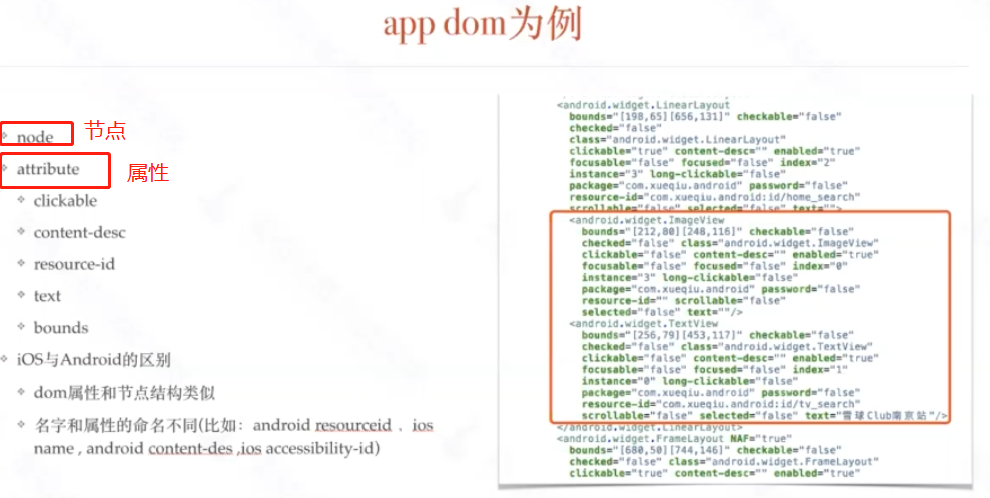 app dom为例
node
节点
attribute
属性
clickable
content-desc
resource-id
text
bounds
iOS与Android的区别
dom属性和节点结构类似
名字和属性的命名不同(比如：android resourceid 、ios
name , android content-des ,ios accessibility-id)
<android.widget.LinearLayout
bounds="[198,65][656,131]" checkable="false"
checked="false"
class="android.widget.LinearLayout"
clickable="true" content-desc="" enabled="true"
focusable="false" focused="false" index="2"
instance="3" long-clickable="false"
package="com.xueqiu.android" password="false"
resource-id="com.xueqiu.android:id/home_search"
scrollable="false" selected="false" text="">
<android.widget.ImageView
bounds="[212,80][248,116]" checkable="false"
checked="false" class="android.widget.ImageView"
clickable="false" content-desc="" enabled="true"
focusable="false" focused="false" index="0"
instance="3" long-clickable="false"
package="com.xueqiu.android" password="false"
resource-id="" scrollable="false"
selected="false" text=""/>
<android.widget.TextView
bounds="[256,79][453,117]" checkable="false"
checked="false" class="android.widget.TextView"
clickable="false" content-desc="" enabled="true"
focusable="false" focused="false" index="1"
instance="0" long-clickable="false"
package="com.xueqiu.android" password="false"
resource-id="com.xueqiu.android:id/tv_search"
scrollable="false" selected="false" text="雪球Club南京站"/>
</android.widget.LinearLayout>
<android.widget.FrameLayout NAF="true"
bounds="[680,50][744,146]" checkable="false"
checked="false" class="android.widget.FrameLayout"
clickable="true" content-desc="" enabled="true"